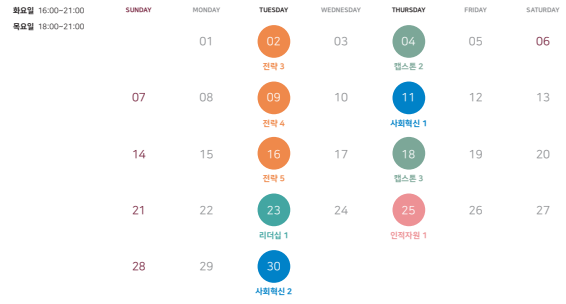 화요일 16:00~21:00
목요일 18:00~21:00
SUNDAY MONDAY TUESDAY WEDNESDAY THURSDAY FRIDAY SATURDAY
01 02 03 04 05 06
전략 3 캡스톤 2
07 08 09 10 11 12 13
전략 4 사회혁신 1
14 15 16 17 18 19 20
전략 5 캡스톤 3
21 22 23 24 25 26 27
리더십 1 인적자원 1
28 29 30
사회혁신 2